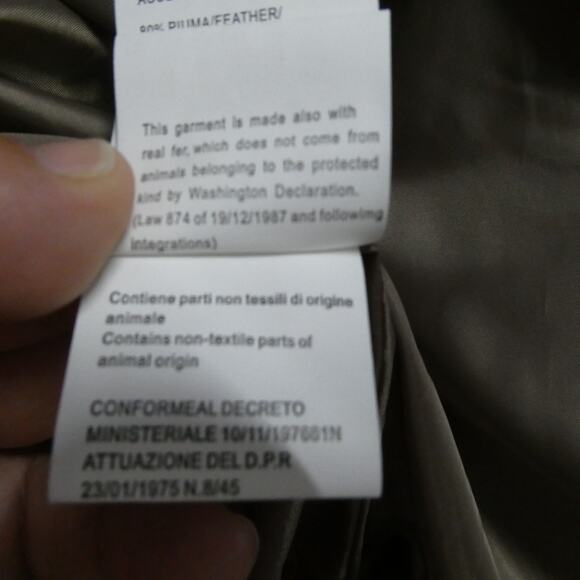 90% PIUMA/FEATHER/
This garment is made also with
real fer, which does not come from
animals belonging to the protected
kind by Washington Declaration.
(Law 874 of 19/12/1987 and following
integrations)
Contiene parti non tessili di origine
animale
Contains non-textile parts of
animal origin
CONFORMEAL DECRETO
MINISTERIALE 10/11/197681N
ATTUAZIONE DEL D.P.R
23/01/1975 N.8/45